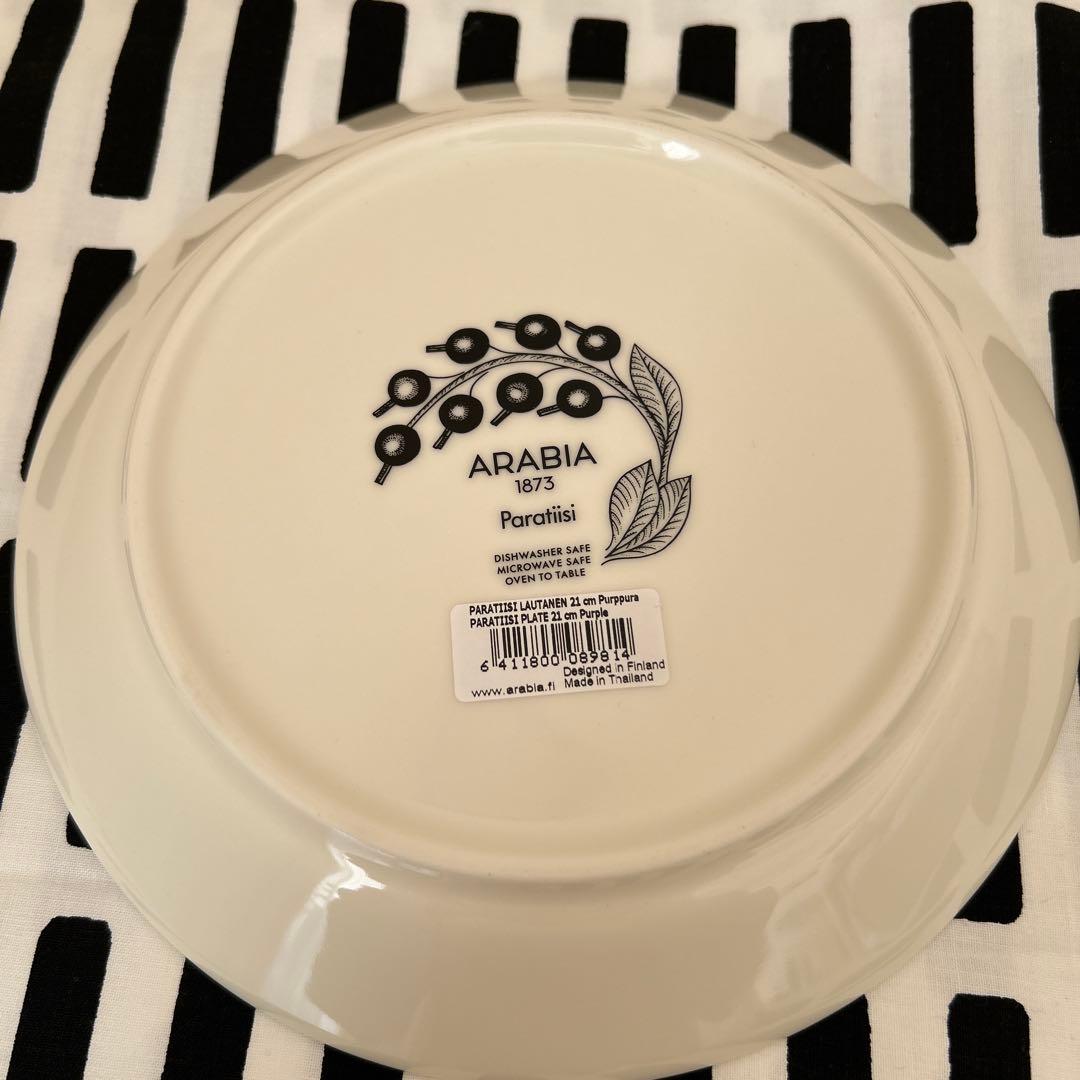 ARABIA
1873
Paratiisi
DISHWASHER SAFE
MICROWAVE SAFE
OVEN TO TABLE
PARATIISI LAUTANEN 21 cm Purppura
PARATIISI PLATE 21 cm Purple
6 411800 089814
Designed in Finland
www.arabia.fi Made in Thailand